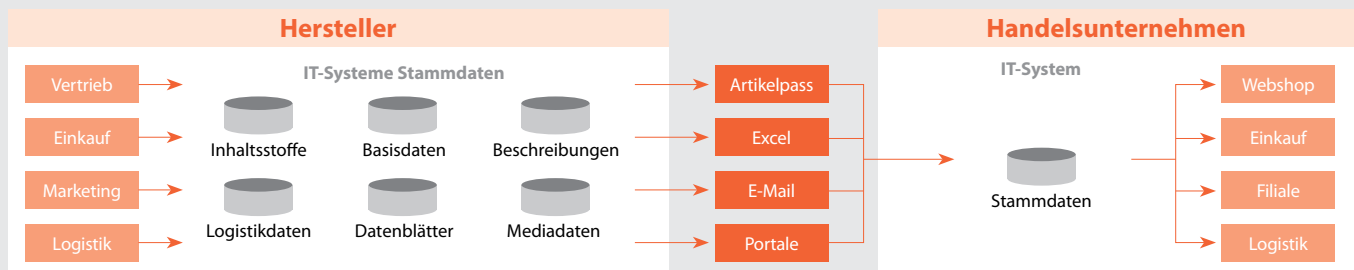 Hersteller
Handelsunternehmen
IT-Systeme Stammdaten
Vertrieb
Einkauf
Marketing
Logistik
Inhaltsstoffe
Basisdaten
Beschreibungen
Logistikdaten
Datenblätter
Mediadaten
Artikelpass
Excel
E-Mail
Portale
IT-System
Stammdaten
Webshop
Einkauf
Filiale
Logistik